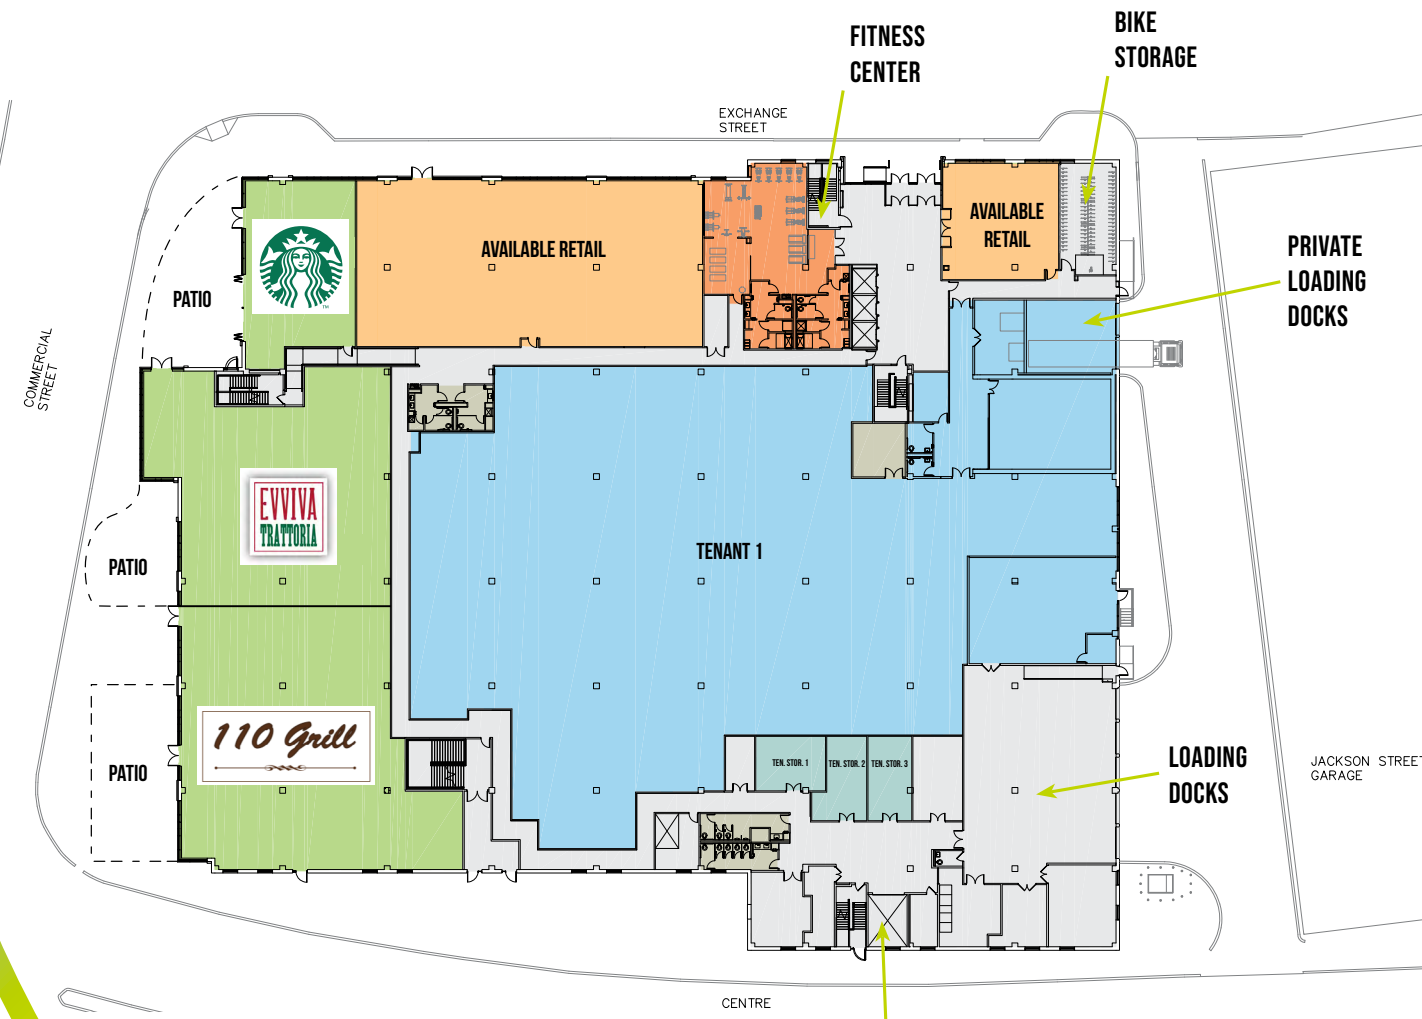 BIKE
STORAGE
FITNESS
CENTER
EXCHANGE
STREET
AVAILABLE
RETAIL
AVAILABLE RETAIL
PRIVATE
LOADING
DOCKS
PATIO
COMMERCIAL
STREET
EVVIVA
TRATTORIA
TENANT 1
PATIO
110 Grill
PATIO
TEN. STOR. 1
TEN. STOR. 2
TEN. STOR. 3
LOADING
DOCKS
JACKSON STREET
GARAGE
CENTRE